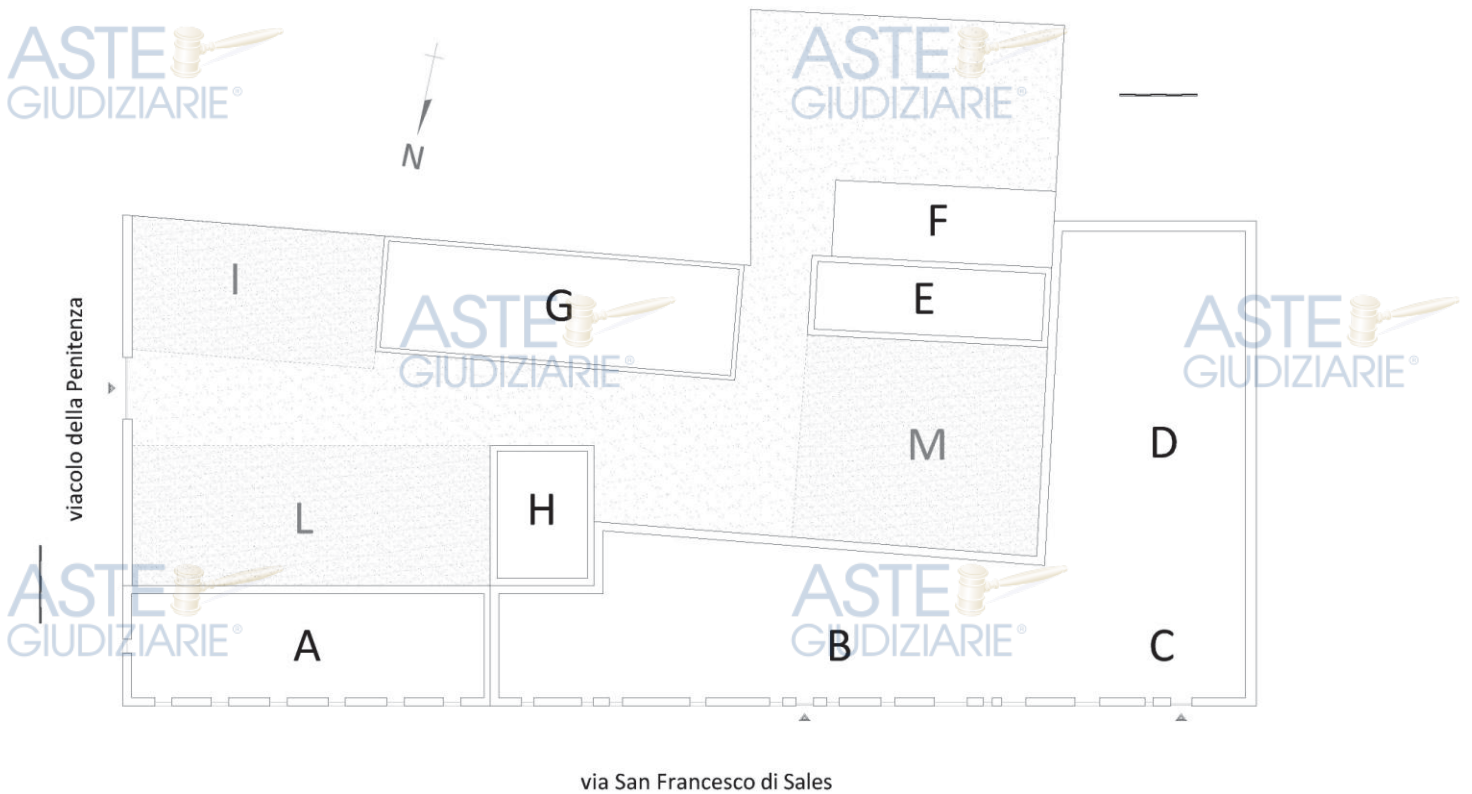 ASTE
GIUDIZIARIE®
ASTE
GIUDIZIARIE®
N
F
I
G
E
ASTE
GIUDIZIARIE®
ASTE
GIUDIZIARIE®
viacolo della Penitenza
M
D
L
H
ASTE
GIUDIZIARIE®
ASTE
GIUDIZIARIE®
A
B
C
via San Francesco di Sales